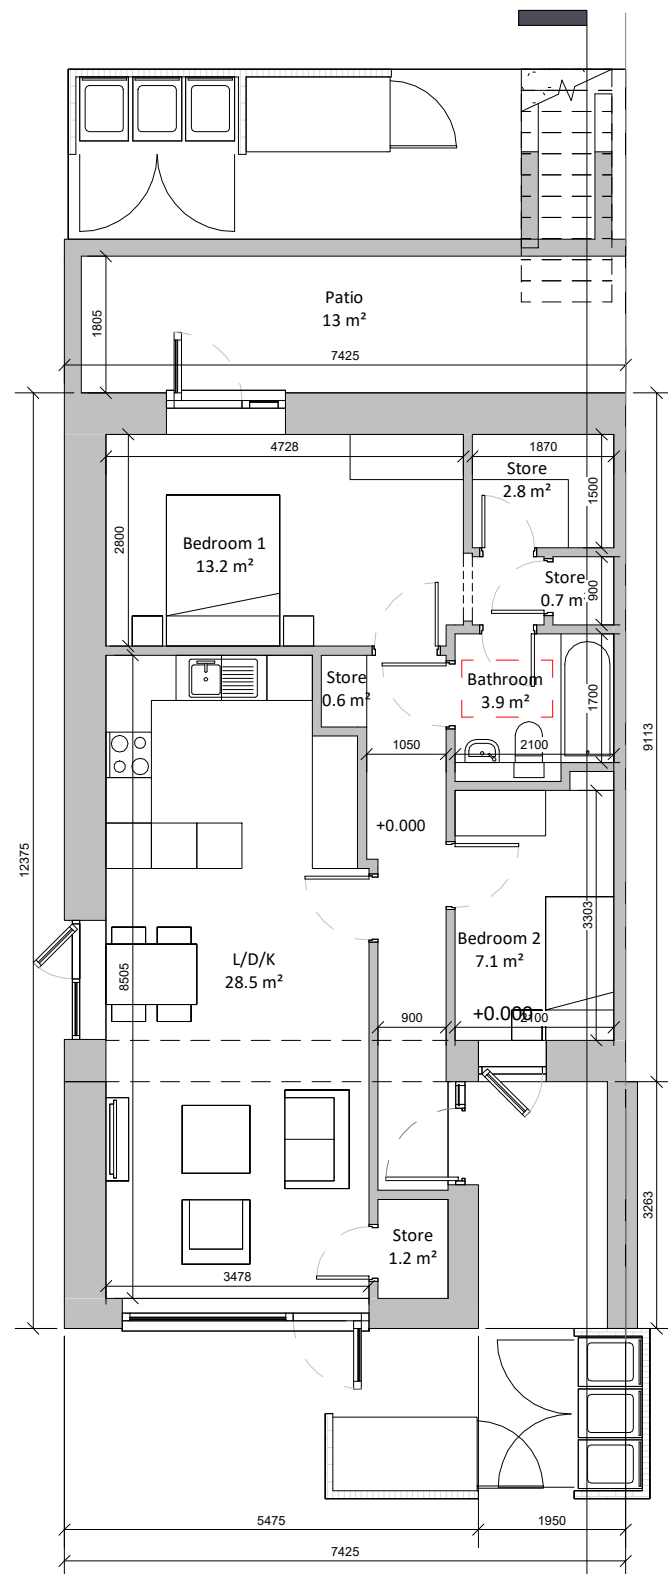 Patio
13 m²
1805
7425
4728
1870
Store
2.8 m²
1500
2800
Bedroom 1
13.2 m²
Store
0.7 m
900
Store
0.6 m²
Bathroom
3.9 m²
1700
1050
2100
9113
+0.000
12375
3303
L/D/K
28.5 m²
8505
Bedroom 2
7.1 m²
+0.000
900
2100
3263
Store
1.2 m²
3478
5475
1950
7425